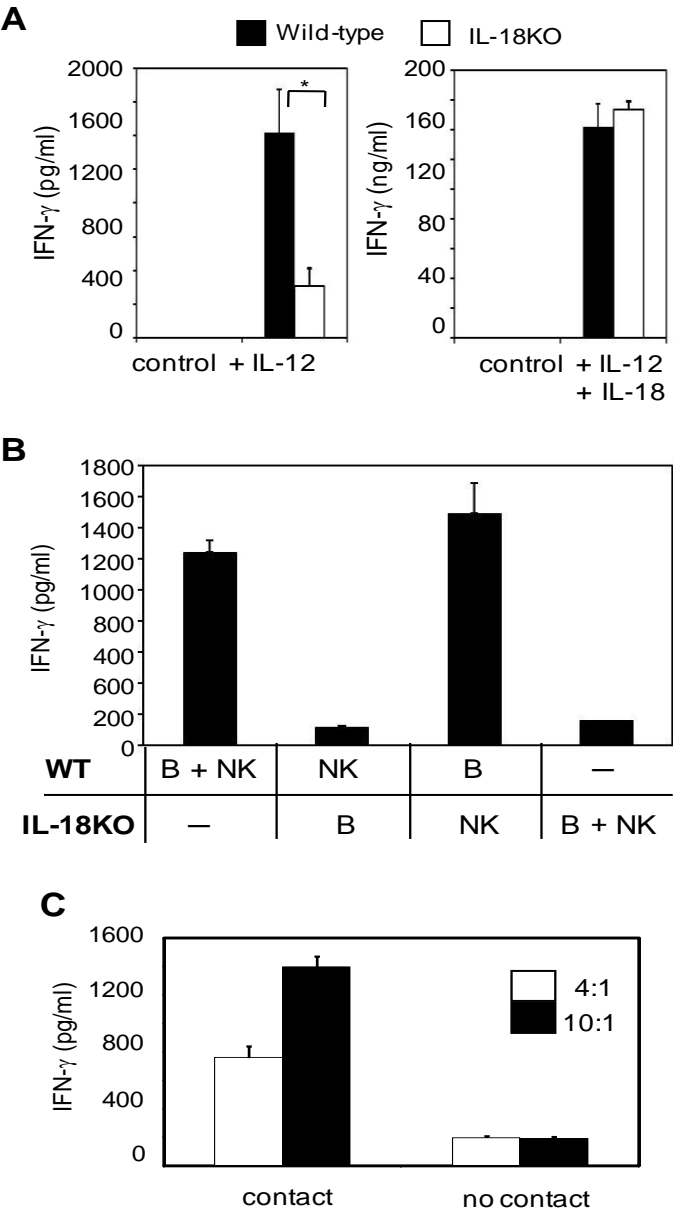 A
Wild-type IL-18KO
IFN-γ (pg/ml)
2000
1600
1200
800
400
0
*
control + IL-12
IFN-γ (ng/ml)
200
160
120
80
40
0
control + IL-12
+ IL-18
B
IFN-γ (pg/ml)
1800
1600
1400
1200
1000
800
400
600
200
0
WT B + NK NK B –
IL-18KO – B NK B + NK
C
IFN-γ (pg/ml)
1600
1200
800
400
0
4:1
10:1
contact no contact